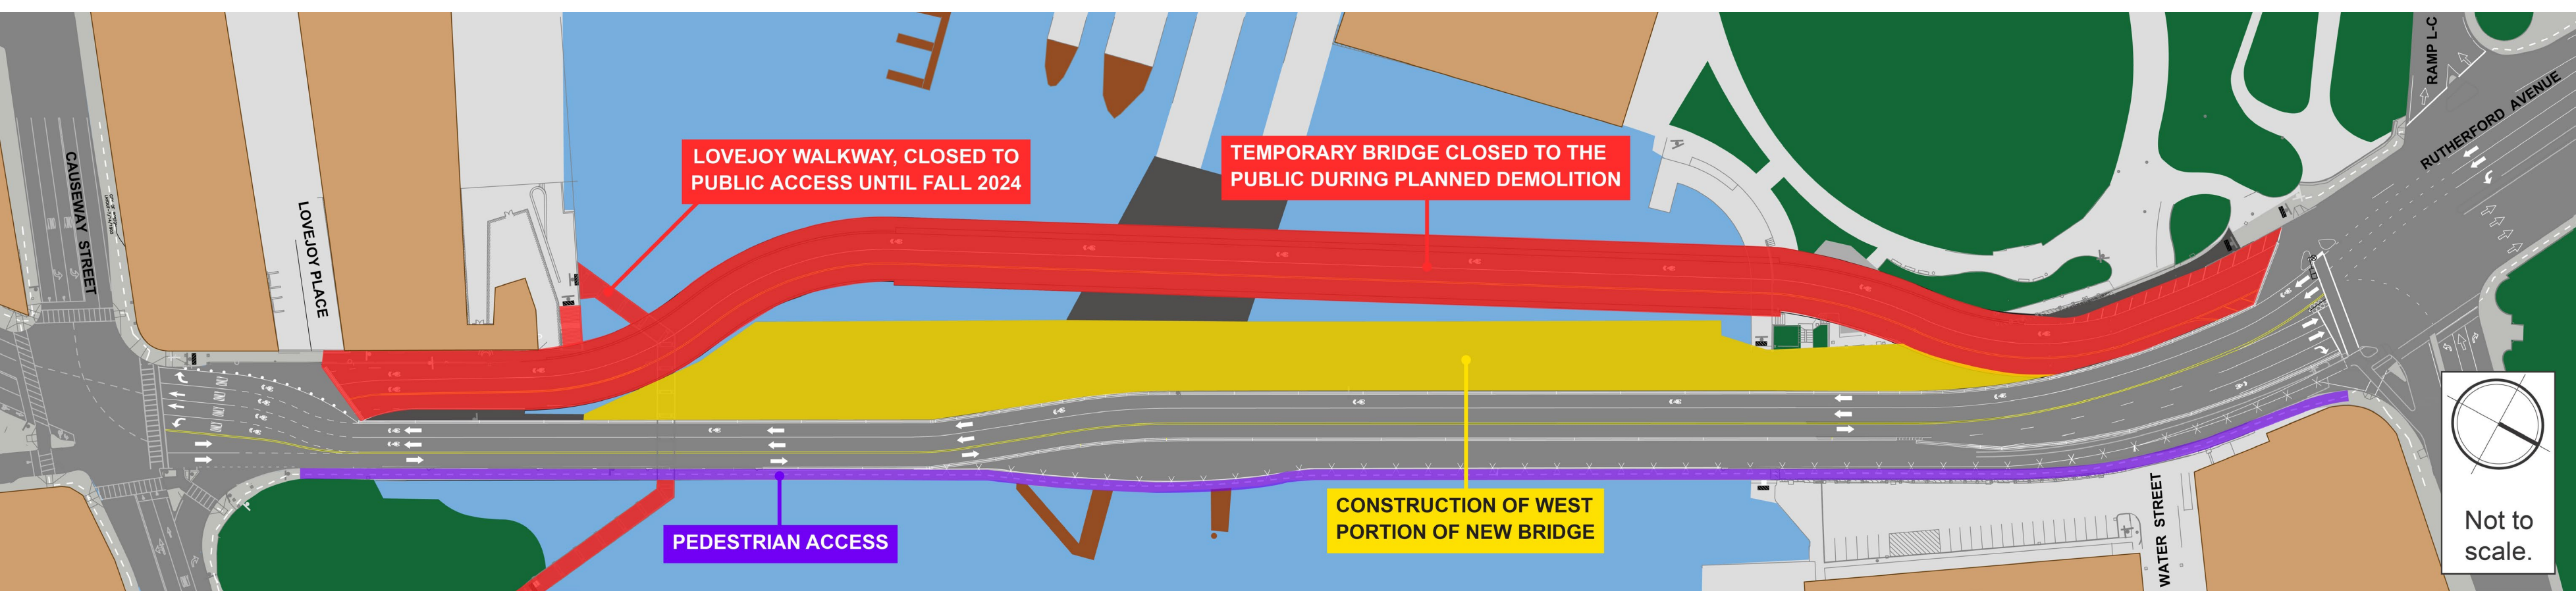 CAUSEWAY STREET
LOVEJOY PLACE
LOVEJOY WALKWAY, CLOSED TO
PUBLIC ACCESS UNTIL FALL 2024
TEMPORARY BRIDGE CLOSED TO THE
PUBLIC DURING PLANNED DEMOLITION
RAMP L-C
RUTHERFORD AVENUE
PEDESTRIAN ACCESS
CONSTRUCTION OF WEST
PORTION OF NEW BRIDGE
WATER STREET
Not to
scale.